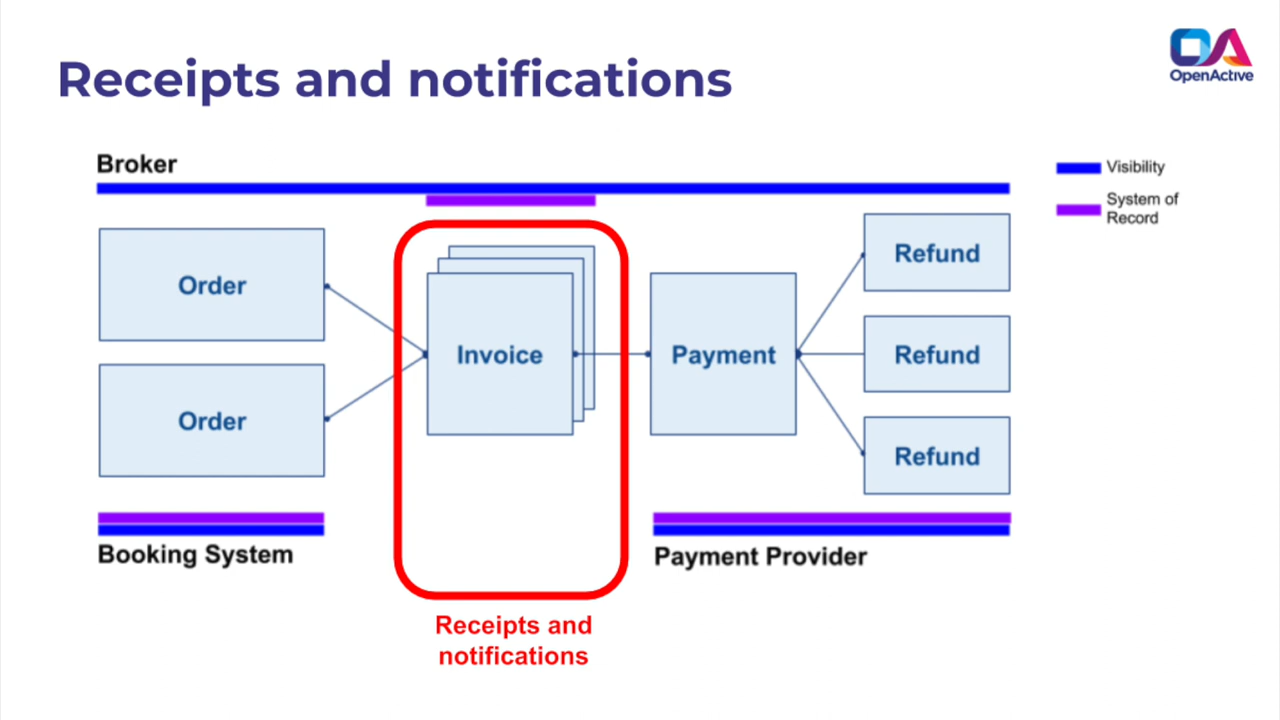 Receipts and notifications
OA
OpenActive
Broker
Visibility
System of
Record
Order
Order
Invoice
Payment
Refund
Refund
Refund
Booking System
Payment Provider
Receipts and
notifications